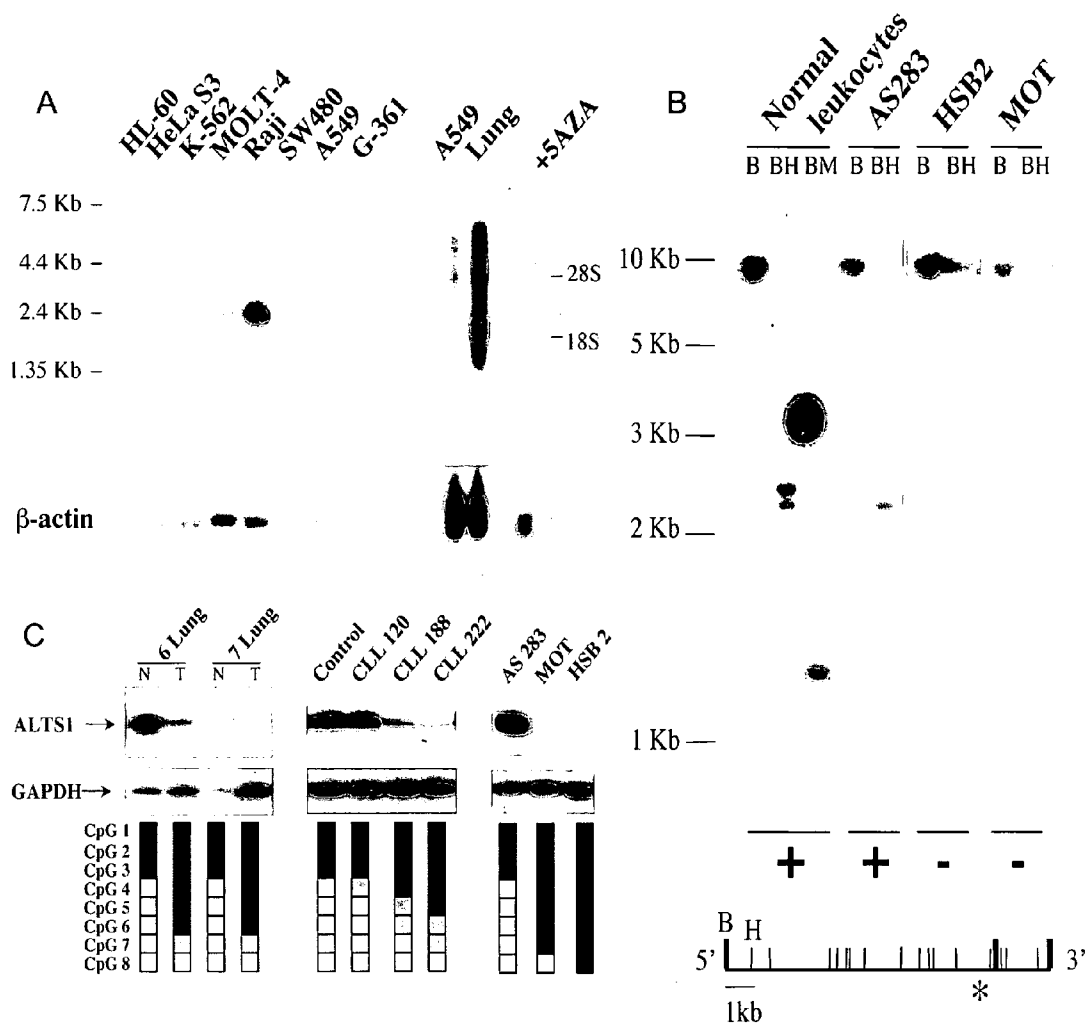 A
HL-60
HeLa S3
K-562
MOLT-4
Raji
SW480
A549
G-361
A549
Lung
+5AZA
7.5 Kb
4.4 Kb
2.4 Kb
1.35 Kb
28S
18S
β-actin
B
Normal
leukocytes
AS283
HSB2
MOT
B BH BM B BH B BH B BH
10 Kb
5 Kb
3 Kb
2 Kb
1 Kb
+ + - -
B
H
5' 3'
*
1kb
C
6 Lung
7 Lung
N T N T
Control
CLL 120
CLL 188
CLL 222
AS 283
MOT
HSB 2
ALTS1
GAPDH
CpG 1
CpG 2
CpG 3
CpG 4
CpG 5
CpG 6
CpG 7
CpG 8